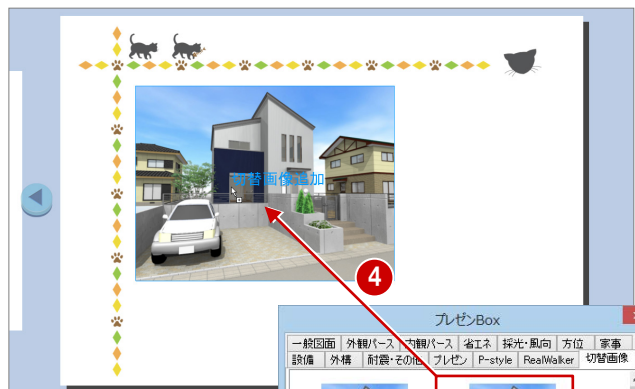 切替画像追加
4
プレゼンBox
一般図面 外観パース 内観パース 省エネ 採光・風向 方位 家事
設備 外構 耐震・その他 プレゼン P-style RealWalker 切替画像